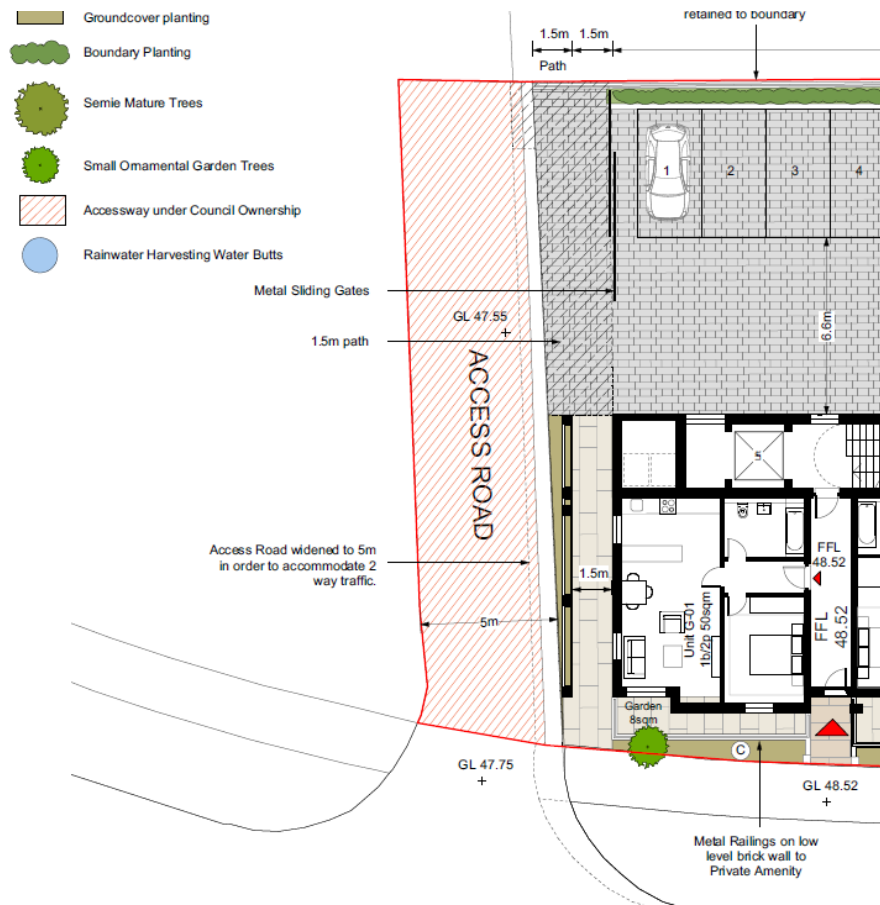 Groundcover planting
Boundary Planting
Semie Mature Trees
Small Ornamental Garden Trees
Accessway under Council Ownership
Rainwater Harvesting Water Butts
retained to boundary
1.5m 1.5m
Path
1
2
3
4
Metal Sliding Gates
GL 47.55
1.5m path
6.6m
ACCESS ROAD
5
Access Road widened to 5m
in order to accommodate 2
way traffic.
1.5m
5m
Unit G-01
1b/2p 50sqm
FFL
48.52
FFL
48.52
Garden
8sqm
C
GL 47.75
GL 48.52
Metal Railings on low
level brick wall to
Private Amenity